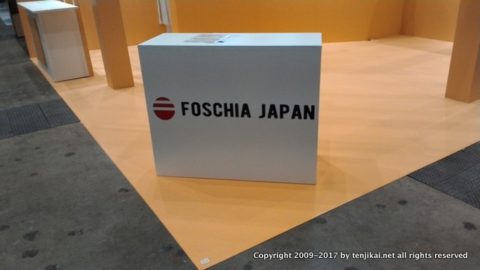 FOSCHIA JAPAN
Copyright 2009-2017 by tenjikai.net all rights reserved